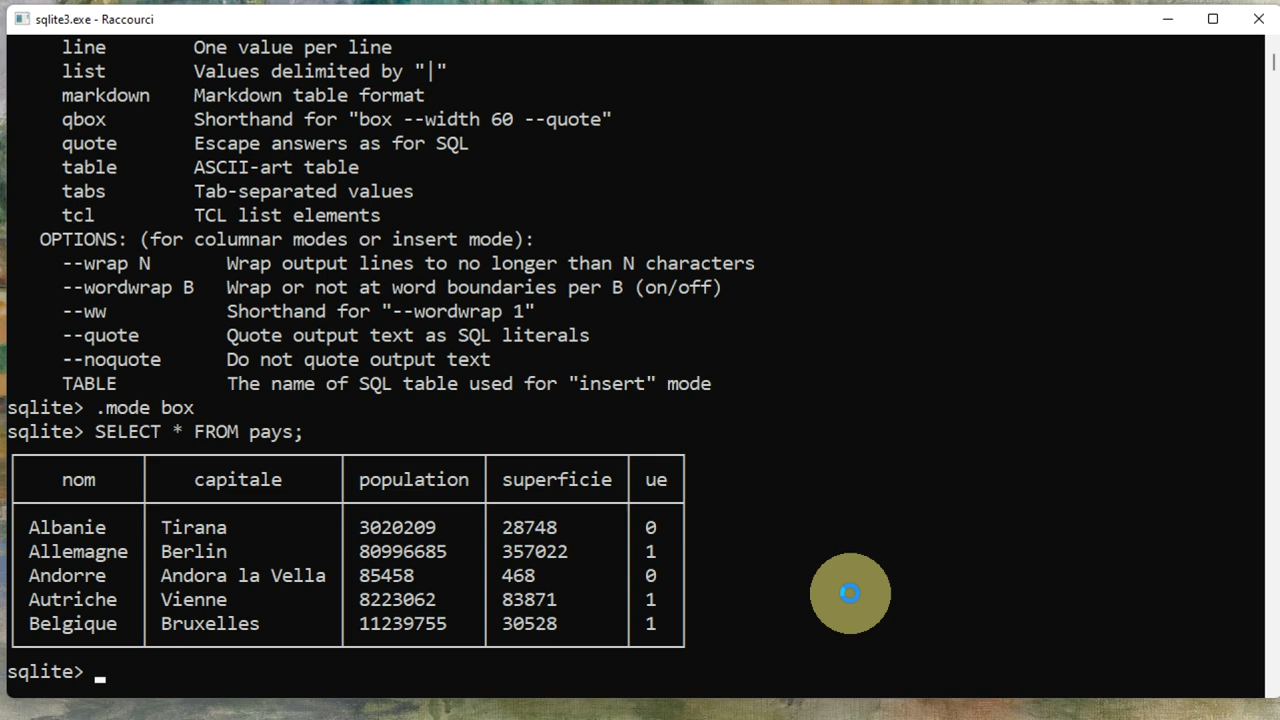 sqlite3.exe - Raccourci
line One value per line
list Values delimited by "|"
markdown Markdown table format
qbox Shorthand for "box --width 60 --quote"
quote Escape answers as for SQL
table ASCII-art table
tabs Tab-separated values
tcl TCL list elements
OPTIONS: (for columnar modes or insert mode):
--wrap N Wrap output lines to no longer than N characters
--wordwrap B Wrap or not at word boundaries per B (on/off)
--ww Shorthand for "--wordwrap 1"
--quote Quote output text as SQL literals
--noquote Do not quote output text
TABLE The name of SQL table used for "insert" mode
sqlite> .mode box
sqlite> SELECT * FROM pays;
nom capitale population superficie ue
Albanie Tirana 3020209 28748 0
Allemagne Berlin 80996685 357022 1
Andorre Andora la Vella 85458 468 0
Autriche Vienne 8223062 83871 1
Belgique Bruxelles 11239755 30528 1
sqlite>